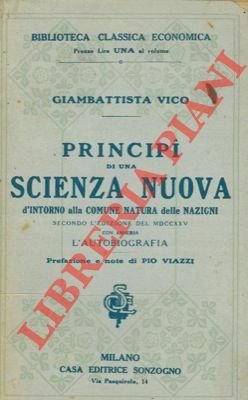 BIBLIOTECA CLASSICA ECONOMICA
Prezzo Lire UNA al volume
GIAMBATTISTA VICO
PRINCIPÎ
DI UNA
SCIENZA NUOVA
d'INTORNO alla COMUNE NATURA delle NAZIONI
SECONDO L'EDIZIONE DEL MDCCXXV
CON ANNESSA
L'AUTOBIOGRAFIA
Prefazione e note di PIO VIAZZI
MILANO
CASA EDITRICE SONZOGNO
Via Pasquirolo, 14
LIBRERIA PIANI